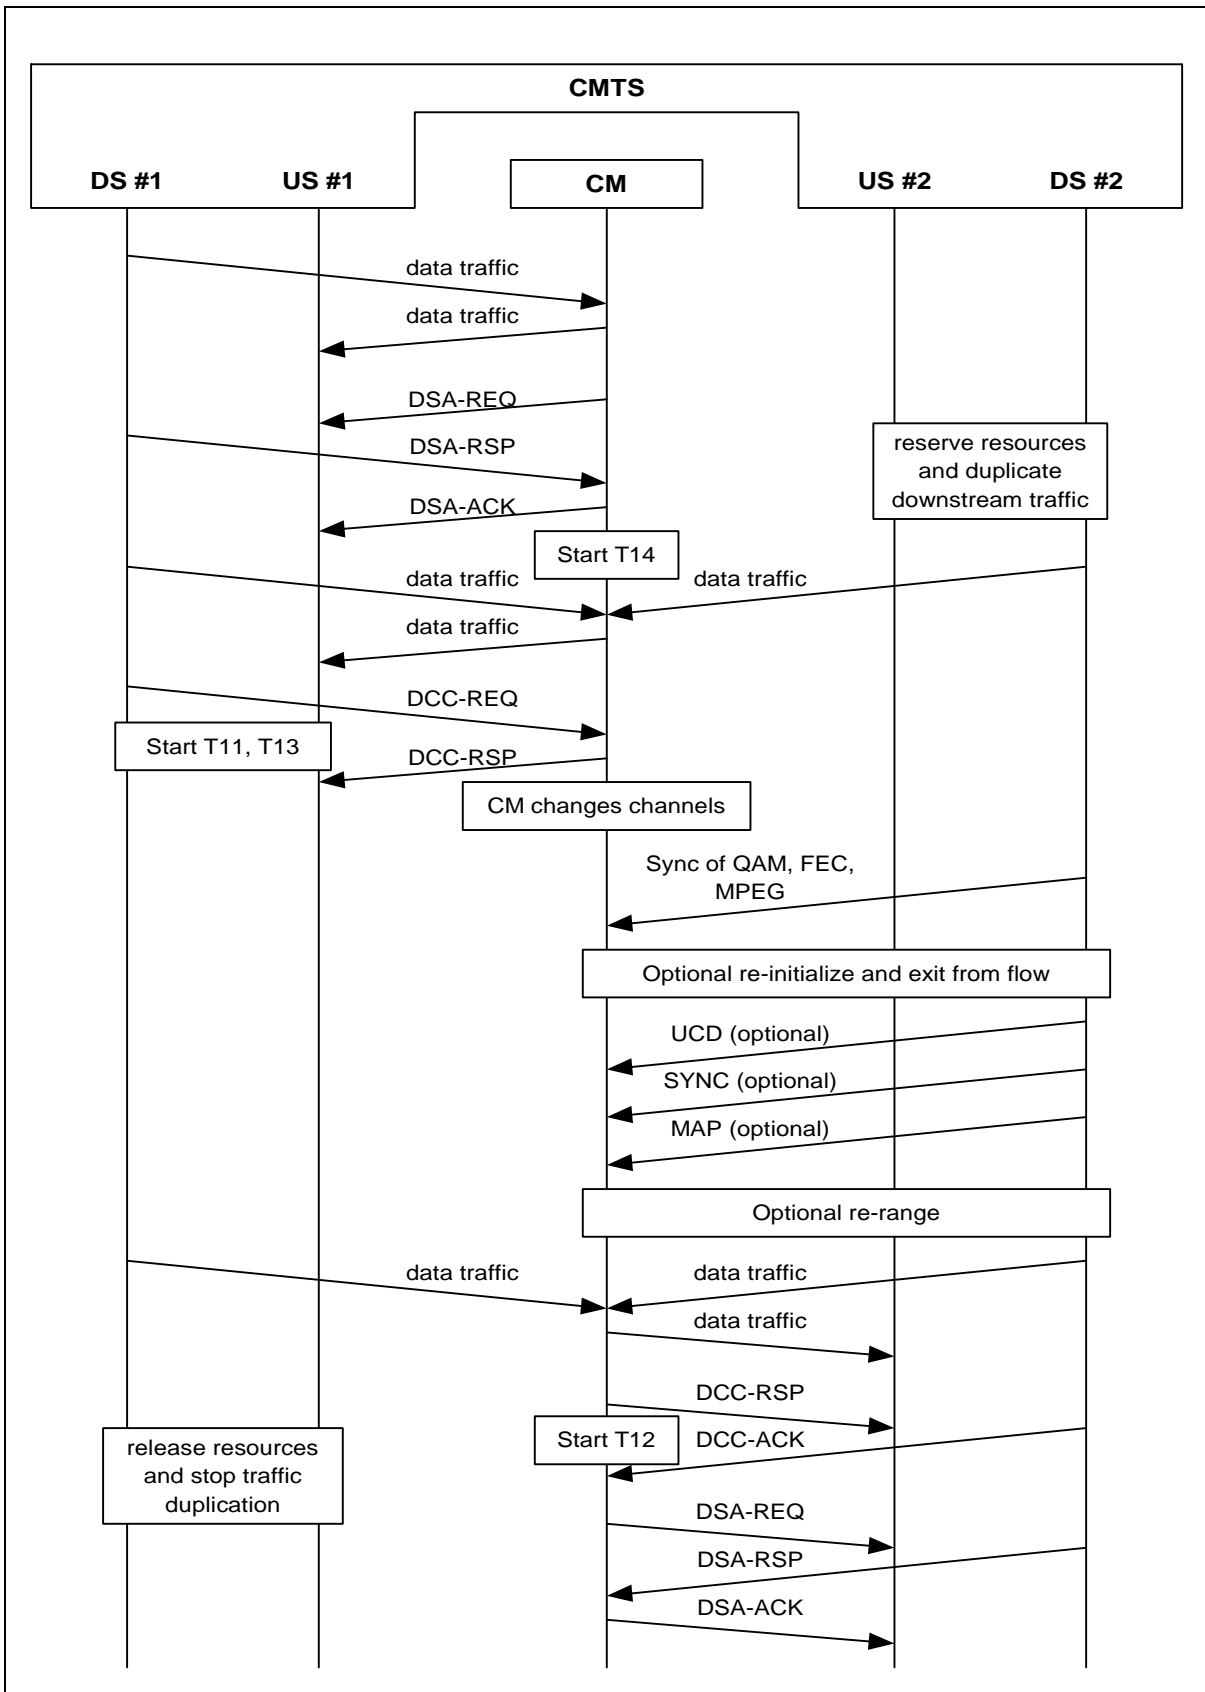 CMTS
DS #1
US #1
CM
US #2
DS #2
data traffic
data traffic
DSA-REQ
reserve resources
and duplicate
downstream traffic
DSA-RSP
DSA-ACK
Start T14
data traffic
data traffic
data traffic
DCC-REQ
Start T11, T13
DCC-RSP
CM changes channels
Sync of QAM, FEC,
MPEG
Optional re-initialize and exit from flow
UCD (optional)
SYNC (optional)
MAP (optional)
Optional re-range
data traffic
data traffic
data traffic
DCC-RSP
Start T12
DCC-ACK
release resources
and stop traffic
duplication
DSA-REQ
DSA-RSP
DSA-ACK